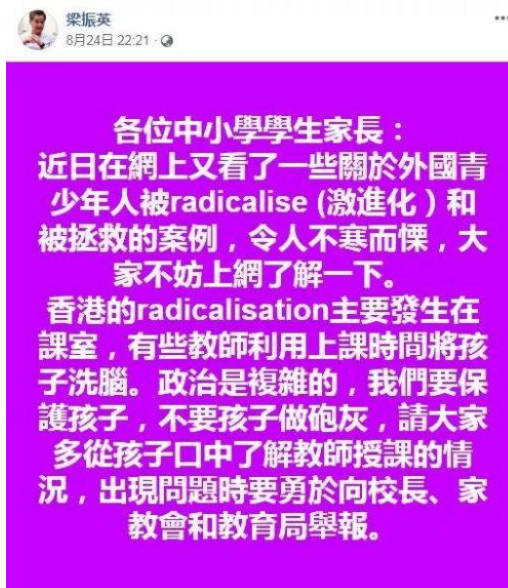 梁振英
8月24日 22:21 ·
各位中小學學生家長：
近日在網上又看了一些關於外國青
少年人被radicalise (激進化 ) 和
被拯救的案例，令人不寒而慄，大
家不妨上網了解一下。
香港的radicalisation主要發生在
課室，有些教師利用上課時間將孩
子洗腦。政治是複雜的，我們要保
護孩子，不要孩子做砲灰，請大家
多從孩子口中了解教師授課的情
況，出現問題時要勇於向校長、家
教會和教育局舉報。